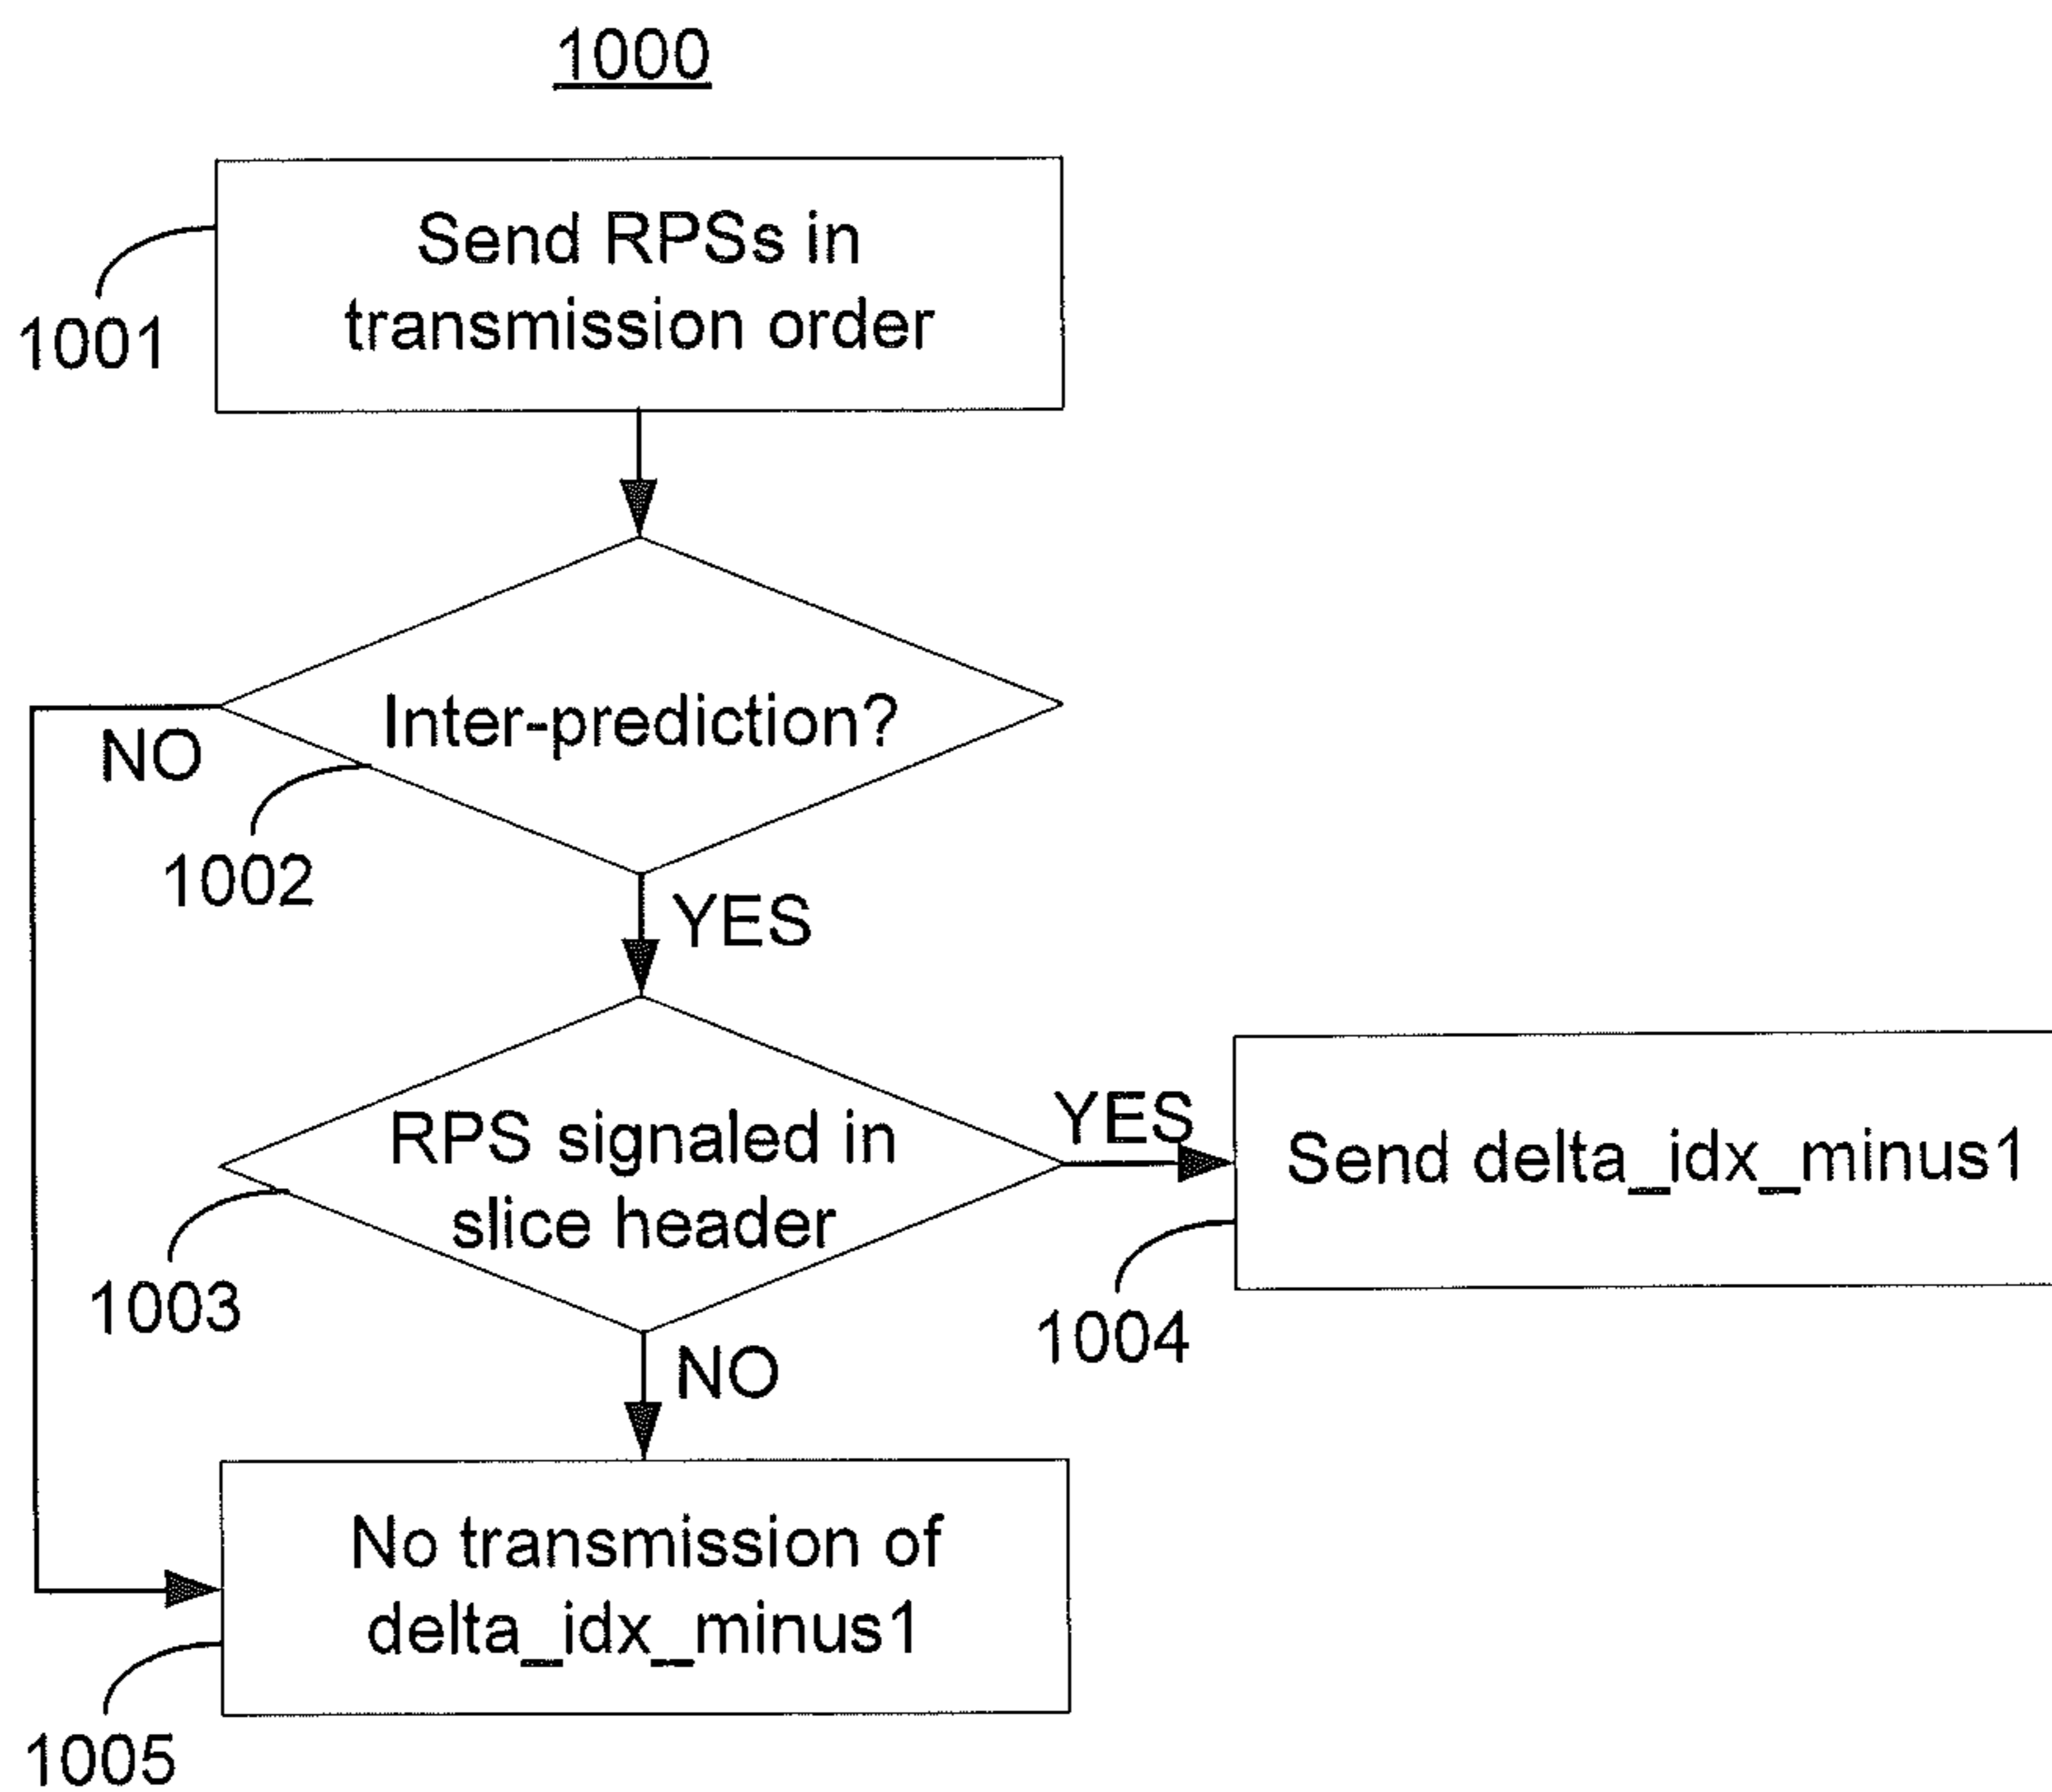 1000
Send RPSs in
transmission order
1001
Inter-prediction?
NO
1002
YES
RPS signaled in
slice header
YES
Send delta_idx_minus1
1003
1004
NO
No transmission of
delta_idx_minus1
1005